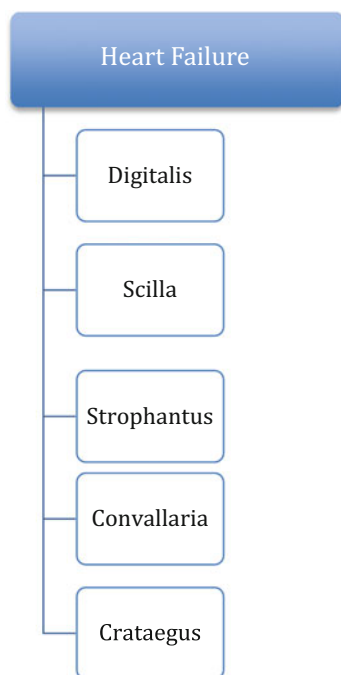 Heart Failure
Digitalis
Scilla
Strophantus
Convallaria
Crataegus